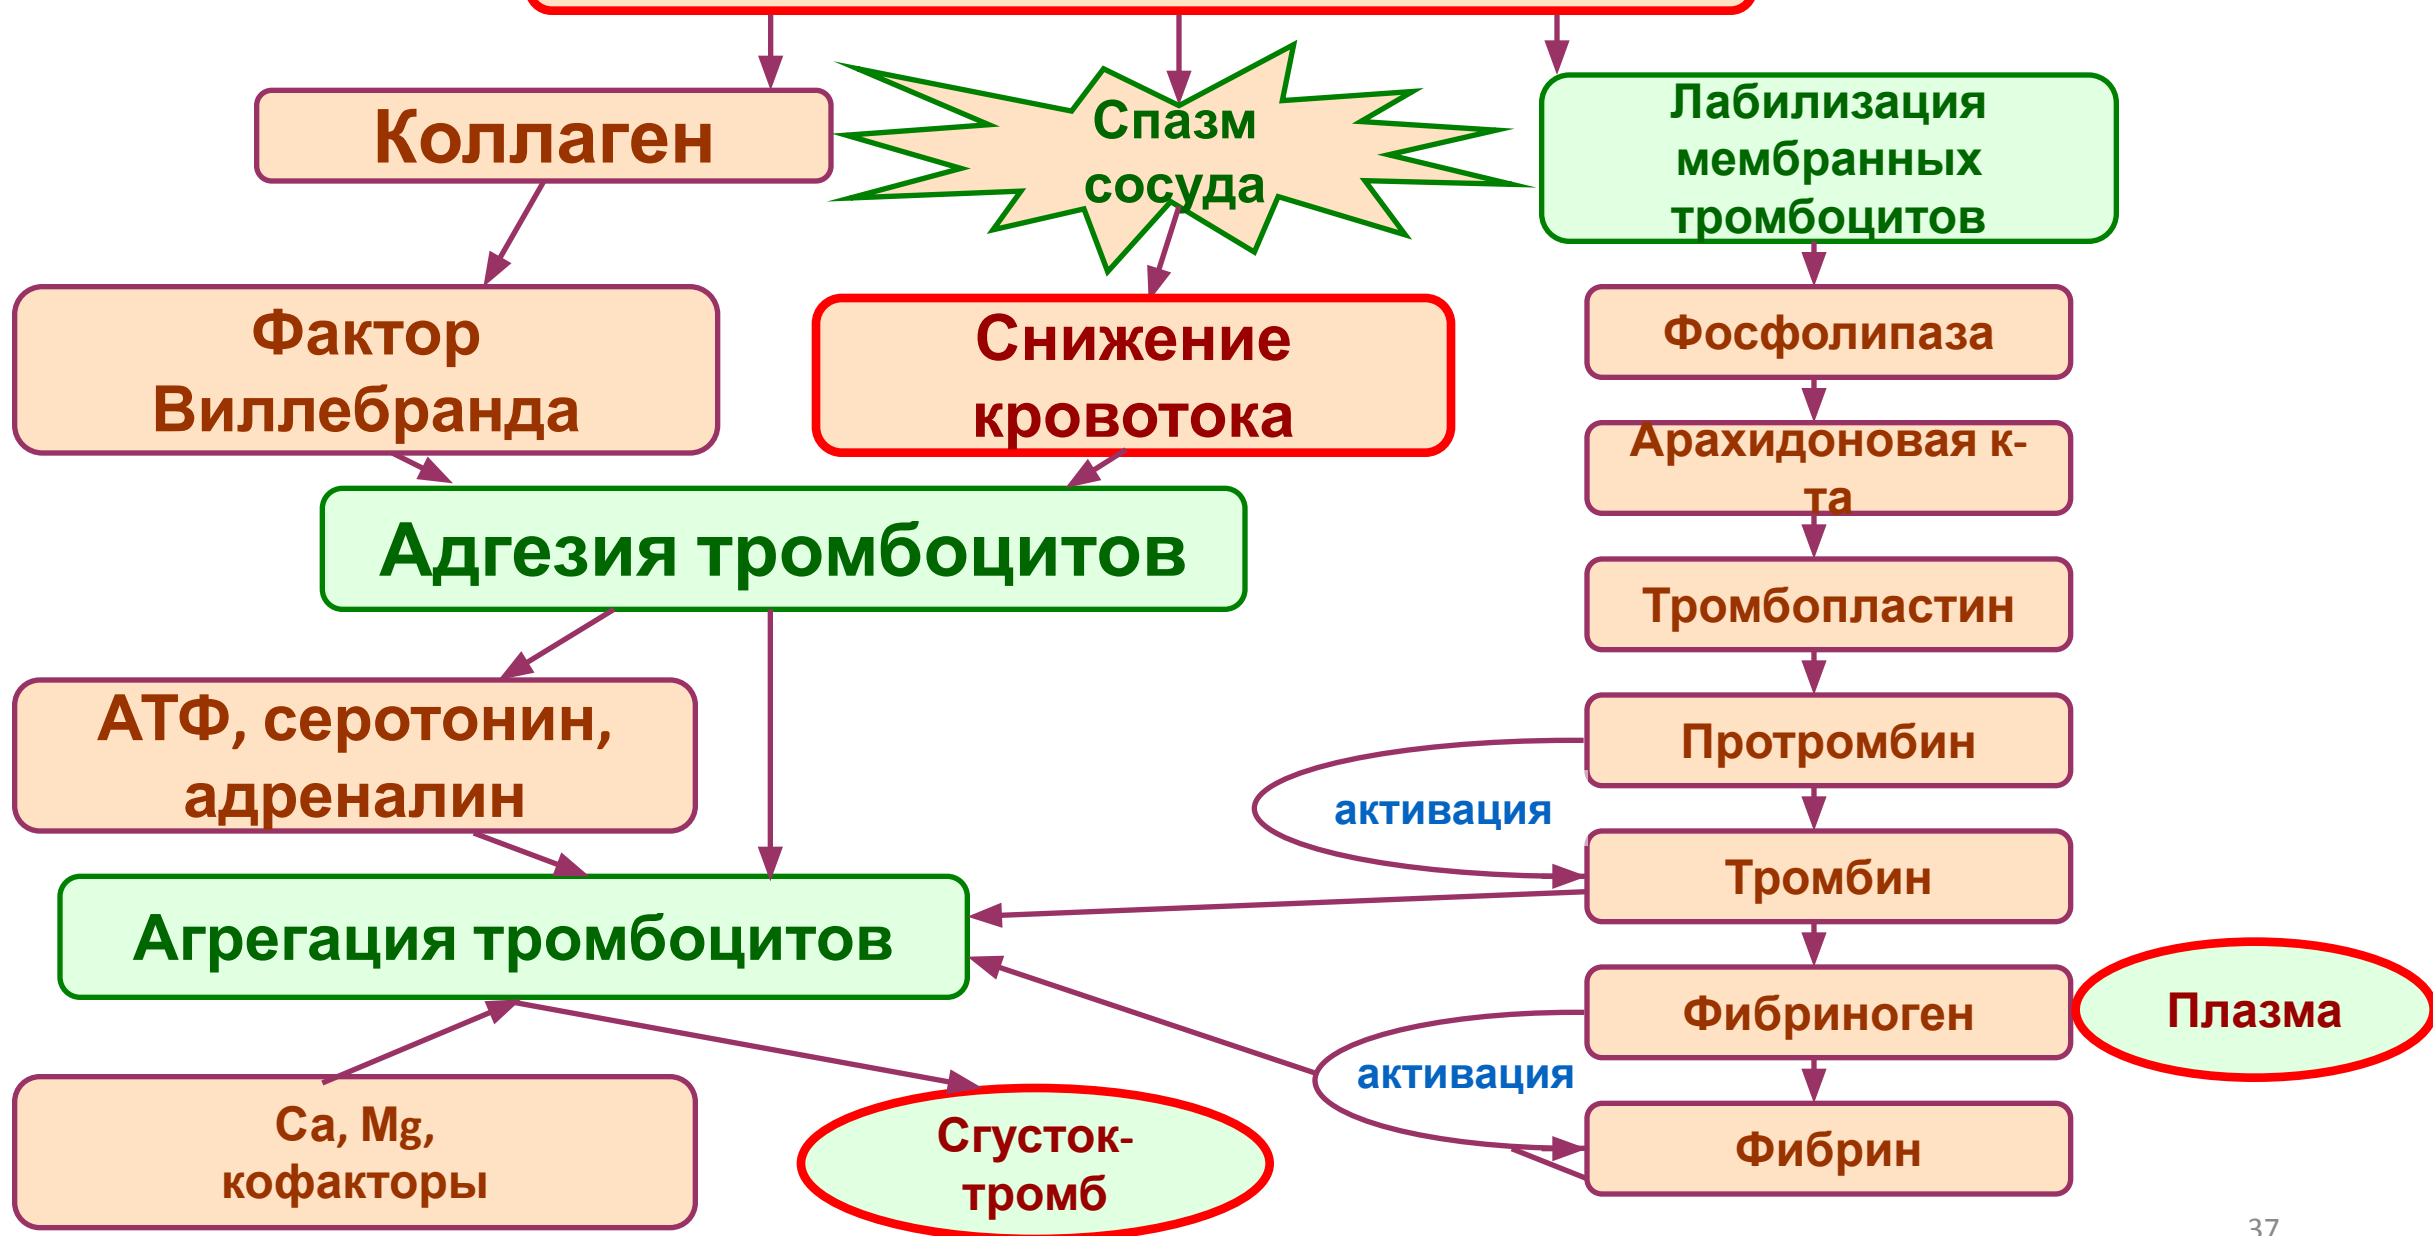 Коллаген
Спазм
сосуда
Лабилизация
мембранных
тромбоцитов
Фактор
Виллебранда
Снижение
кровотока
Фосфолипаза
Арахидоновая к-
та
Адгезия тромбоцитов
Тромбопластин
АТФ, серотонин,
адреналин
Протромбин
активация
Тромбин
Агрегация тромбоцитов
Фибриноген
Плазма
активация
Са, Mg,
кофакторы
Сгусток-
тромб
Фибрин
37